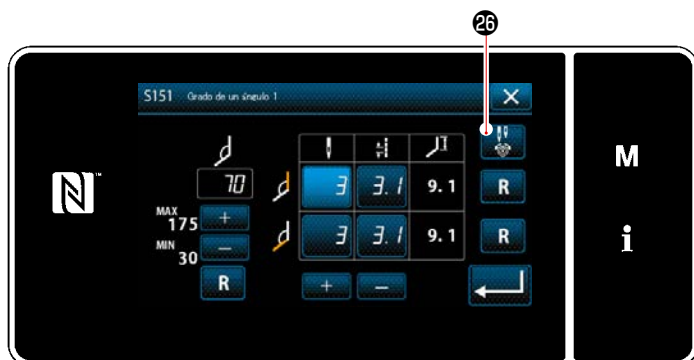 26
S151 Grado de un ángulo 1
70
3 3.1 9.1 R
MAX
175 +
MIN
30 −
3 3.1 9.1 R
R + −
N™
M
i